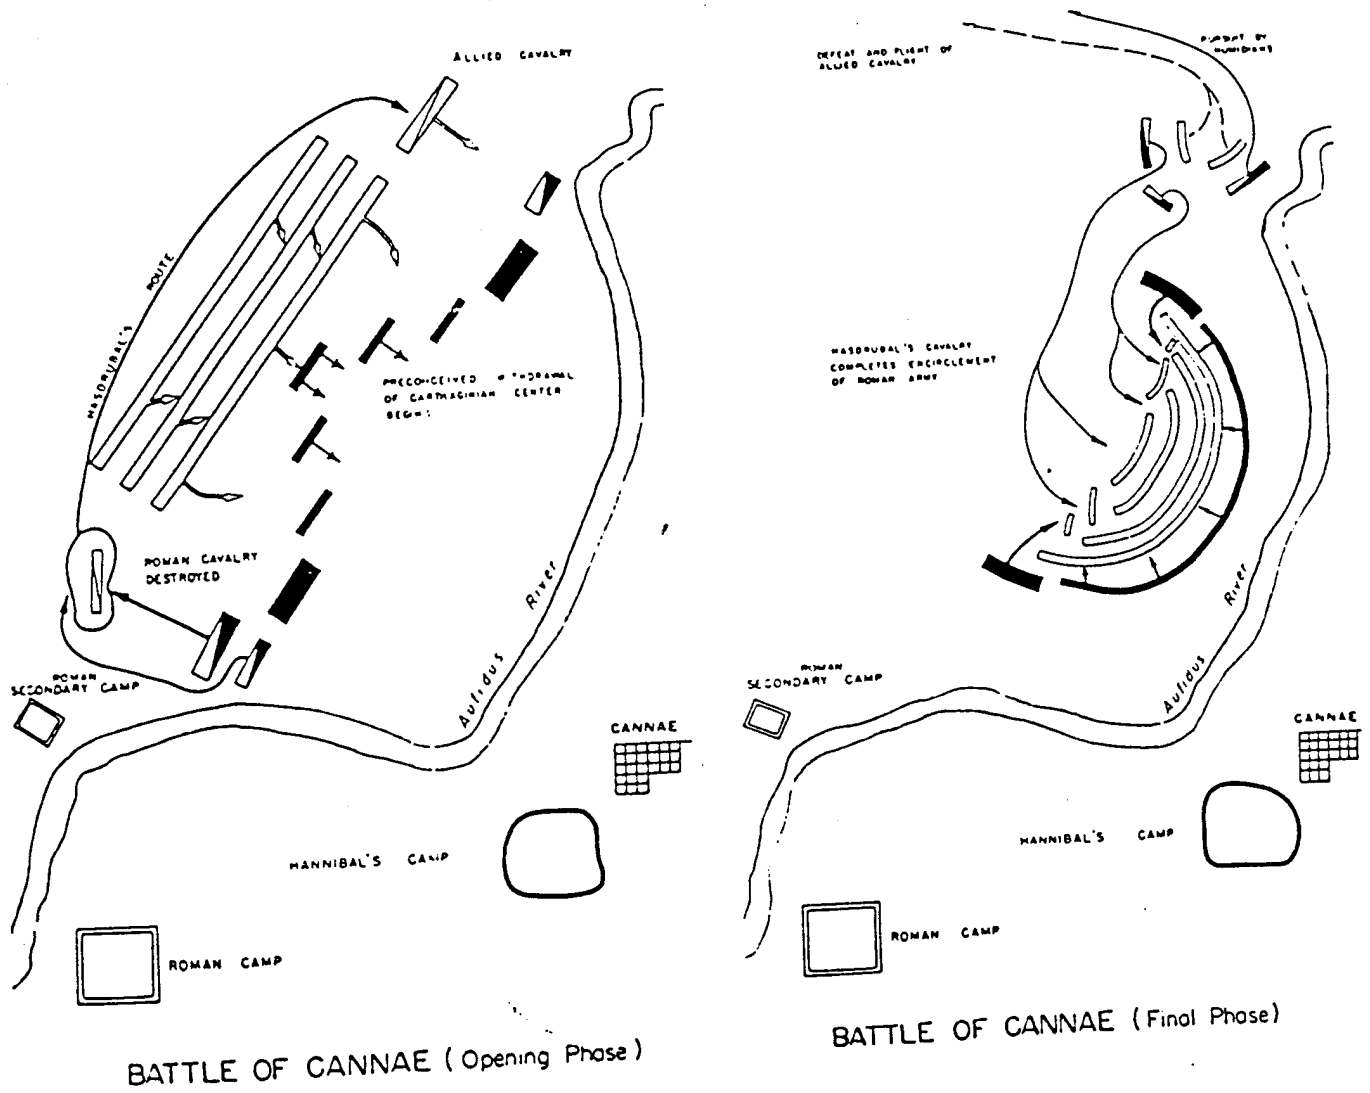 ALLIED CAVALRY
HASDRUBAL'S ROUTE
PRECONCEIVED WITHDRAWAL
OF CARTHAGINIAN CENTER
BEGINS
ROMAN CAVALRY
DESTROYED
ROMAN
SECONDARY CAMP
Aufidus River
CANNAE
HANNIBAL'S CAMP
ROMAN CAMP
BATTLE OF CANNAE (Opening Phase)
DEFEAT AND FLIGHT OF
ALLIED CAVALRY
PURSUIT BY
NUMIDIANS
HASDRUBAL'S CAVALRY
COMPLETES ENCIRCLEMENT
OF ROMAN ARMY
ROMAN
SECONDARY CAMP
Aufidus River
CANNAE
HANNIBAL'S CAMP
ROMAN CAMP
BATTLE OF CANNAE (Final Phase)